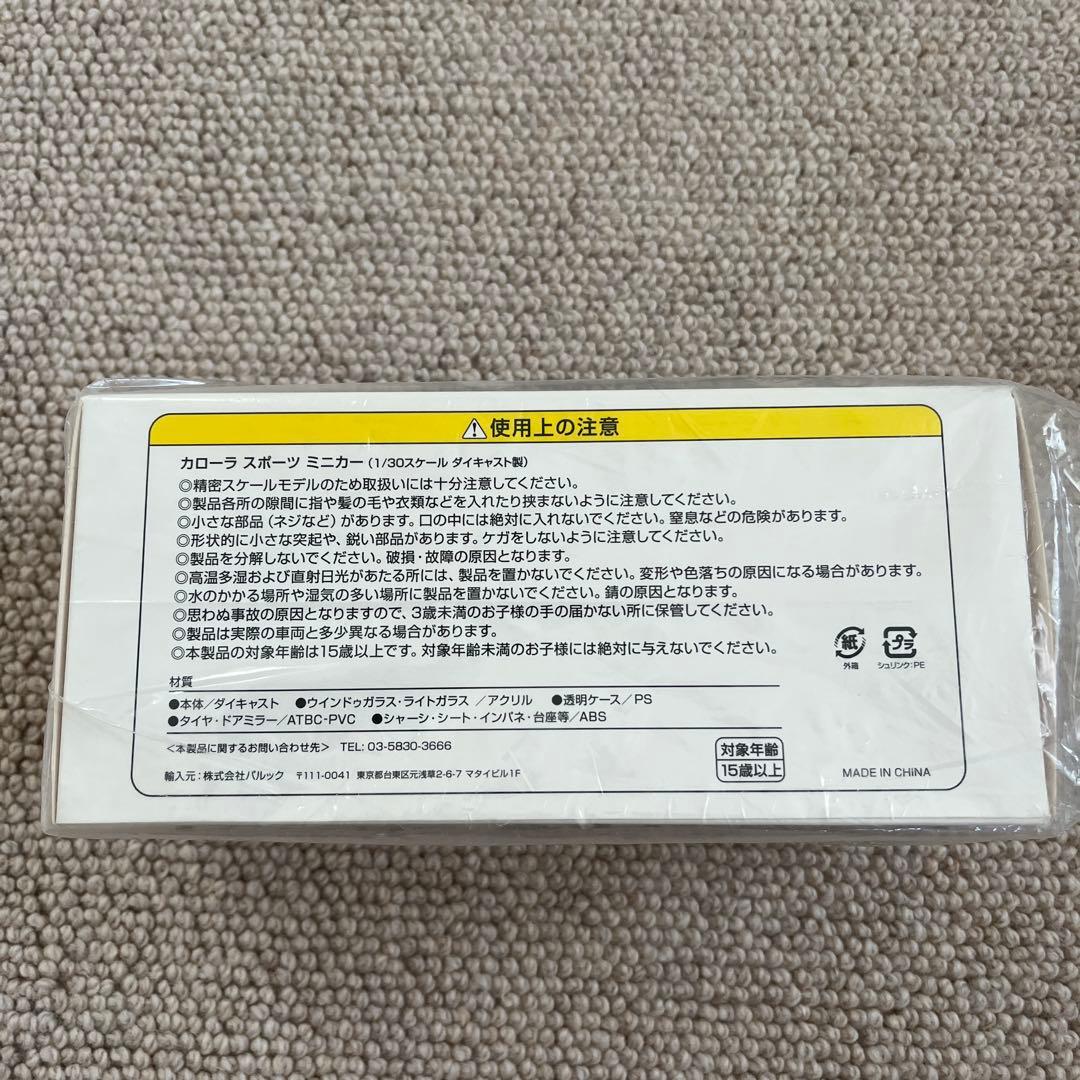 ⚠使用上の注意
カローラ スポーツ ミニカー(1/30スケール ダイキャスト製)
◎精密スケールモデルのため取扱いには十分注意してください。
◎製品各所の隙間に指や髪の毛や衣類などを入れたり挟まないように注意してください。
◎小さな部品(ネジなど)があります。口の中には絶対に入れないでください。窒息などの危険があります。
◎形状的に小さな突起や、鋭い部品があります。ケガをしないように注意してください。
◎製品を分解しないでください。破損・故障の原因となります。
◎高温多湿および直射日光があたる所には、製品を置かないでください。変形や色落ちの原因になる場合があります。
◎水のかかる場所や湿気の多い場所に製品を置かないでください。錆の原因となります。
◎思わぬ事故の原因となりますので、3歳未満のお子様の手の届かない所に保管してください。
◎製品は実際の車両と多少異なる場合があります。
◎本製品の対象年齢は15歳以上です。対象年齢未満のお子様には絶対に与えないでください。
紙
外箱
プラ
シュリンク:PE
材質
●本体/ダイキャスト ●ウインドゥガラス・ライトガラス /アクリル ●透明ケース/PS
●タイヤ・ドアミラー/ATBC-PVC ●シャーシ・シート・インパネ・台座等/ABS
<本製品に関するお問い合わせ先> TEL: 03-5830-3666
輸入元:株式会社パルック 〒111-0041 東京都台東区元浅草2-6-7 マタイビル1F
対象年齢
15歳以上
MADE IN CHINA